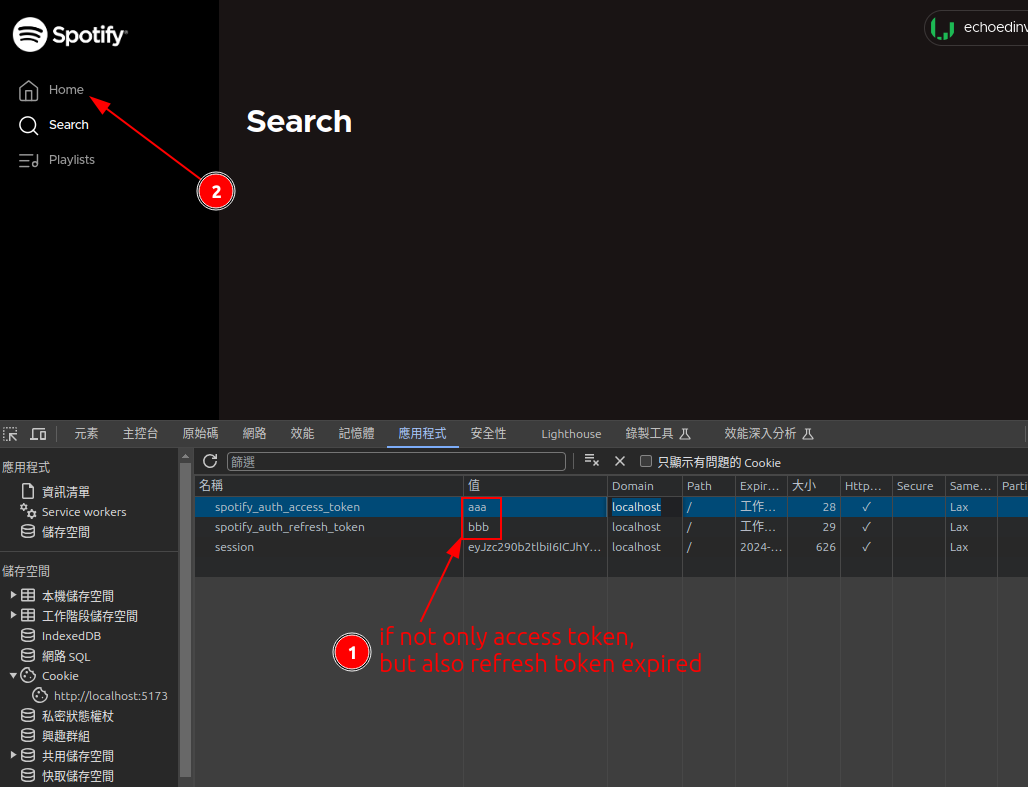 Spotify
echoedinv
Home
Search
Search
Playlists
2
元素 主控台 原始碼 網路 效能 記憶體 應用程式 安全性 Lighthouse 錄製工具 效能深入分析
應用程式
篩選
只顯示有問題的 Cookie
資訊清單
Service workers
儲存空間
名稱 值 Domain Path Expir... 大小 Http... Secure Same... Parti
spotify_auth_access_token aaa localhost / 工作... 28 ✓ Lax
spotify_auth_refresh_token bbb localhost / 工作... 29 ✓ Lax
session eyJzc290b2tlbiI6ICJhY... localhost / 2024-... 626 ✓ Lax
儲存空間
本機儲存空間
工作階段儲存空間
IndexedDB
網路 SQL
Cookie
http://localhost:5173
私密狀態權杖
興趣群組
共用儲存空間
快取儲存空間
1
if not only access token,
but also refresh token expired